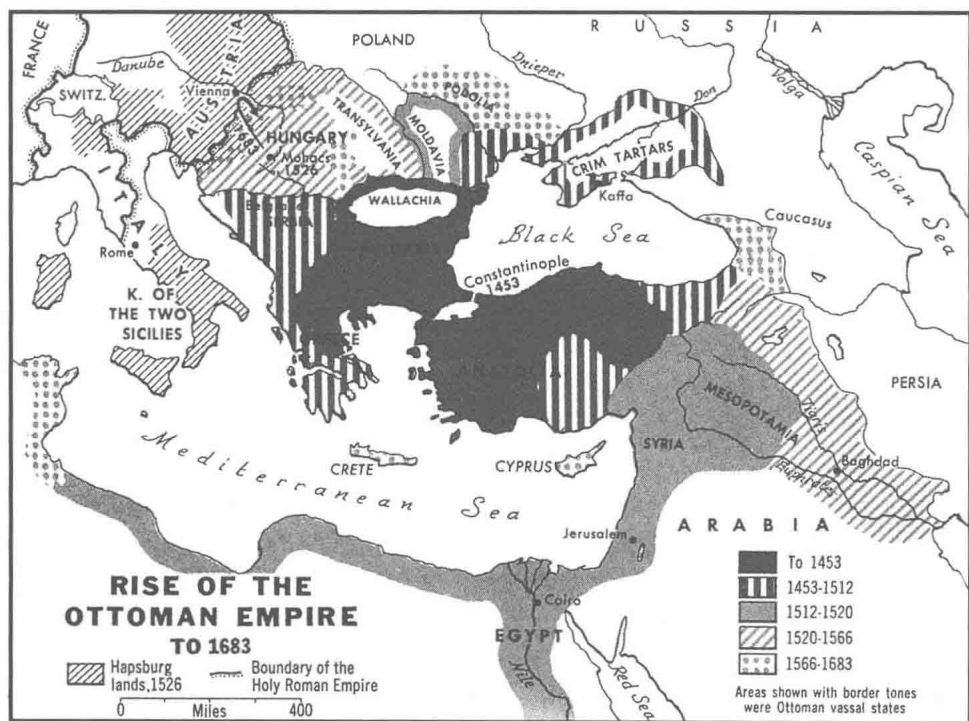 FRANCE
SWITZ.
Danube
Vienna
AUSTRIA
POLAND
RUSSIA
Dnieper
Don
Volga
PODOLIA
1683
HUNGARY
Mohacs
1526
TRANSYLVANIA
MOLDAVIA
CRIM TARTARS
Kaffa
Caspian Sea
Caucasus
WALLACHIA
SERBIA
Black Sea
ITALY
Rome
K. OF
THE TWO
SICILIES
Constantinople
1453
ANATOLIA
PERSIA
MESOPOTAMIA
Tigris
SYRIA
Baghdad
Euphrates
CRETE
CYPRUS
Mediterranean Sea
Jerusalem
ARABIA
Cairo
EGYPT
Nile
Red Sea
RISE OF THE
OTTOMAN EMPIRE
TO 1683
Hapsburg
lands, 1526
Boundary of the
Holy Roman Empire
0 Miles 400
To 1453
1453-1512
1512-1520
1520-1566
1566-1683
Areas shown with border tones
were Ottoman vassal states